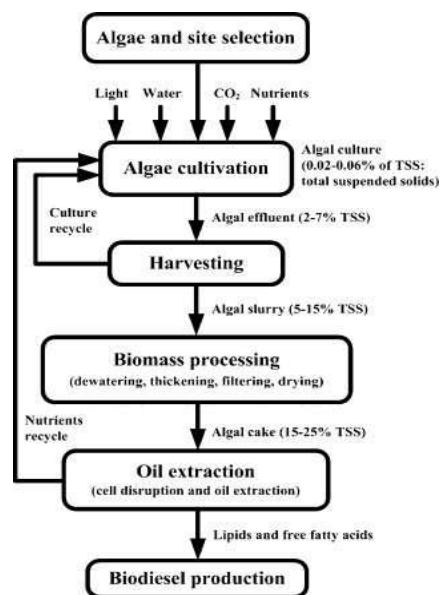 Algae and site selection
Light Water CO₂ Nutrients
Algae cultivation
Algal culture
(0.02-0.06% of TSS:
total suspended solids)
Culture
recycle
Algal effluent (2-7% TSS)
Harvesting
Algal slurry (5-15% TSS)
Biomass processing
(dewatering, thickening, filtering, drying)
Nutrients
recycle
Algal cake (15-25% TSS)
Oil extraction
(cell disruption and oil extraction)
Lipids and free fatty acids
Biodiesel production